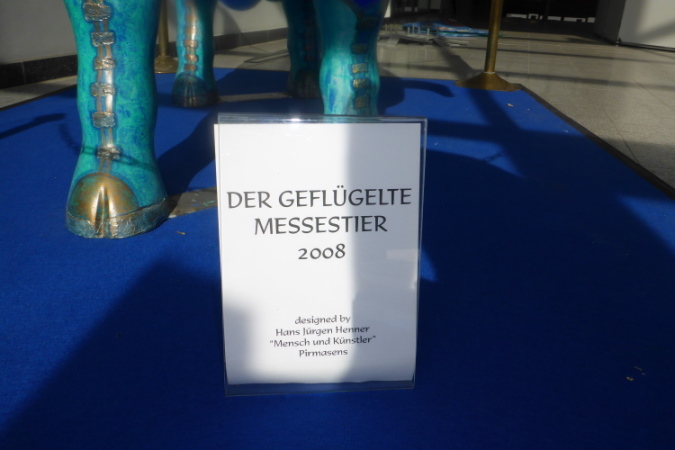 DER GEFLÜGELTE
MESSESTIER
2008
designed by
Hans Jürgen Henner
"Mensch und Künstler"
Pirmasens